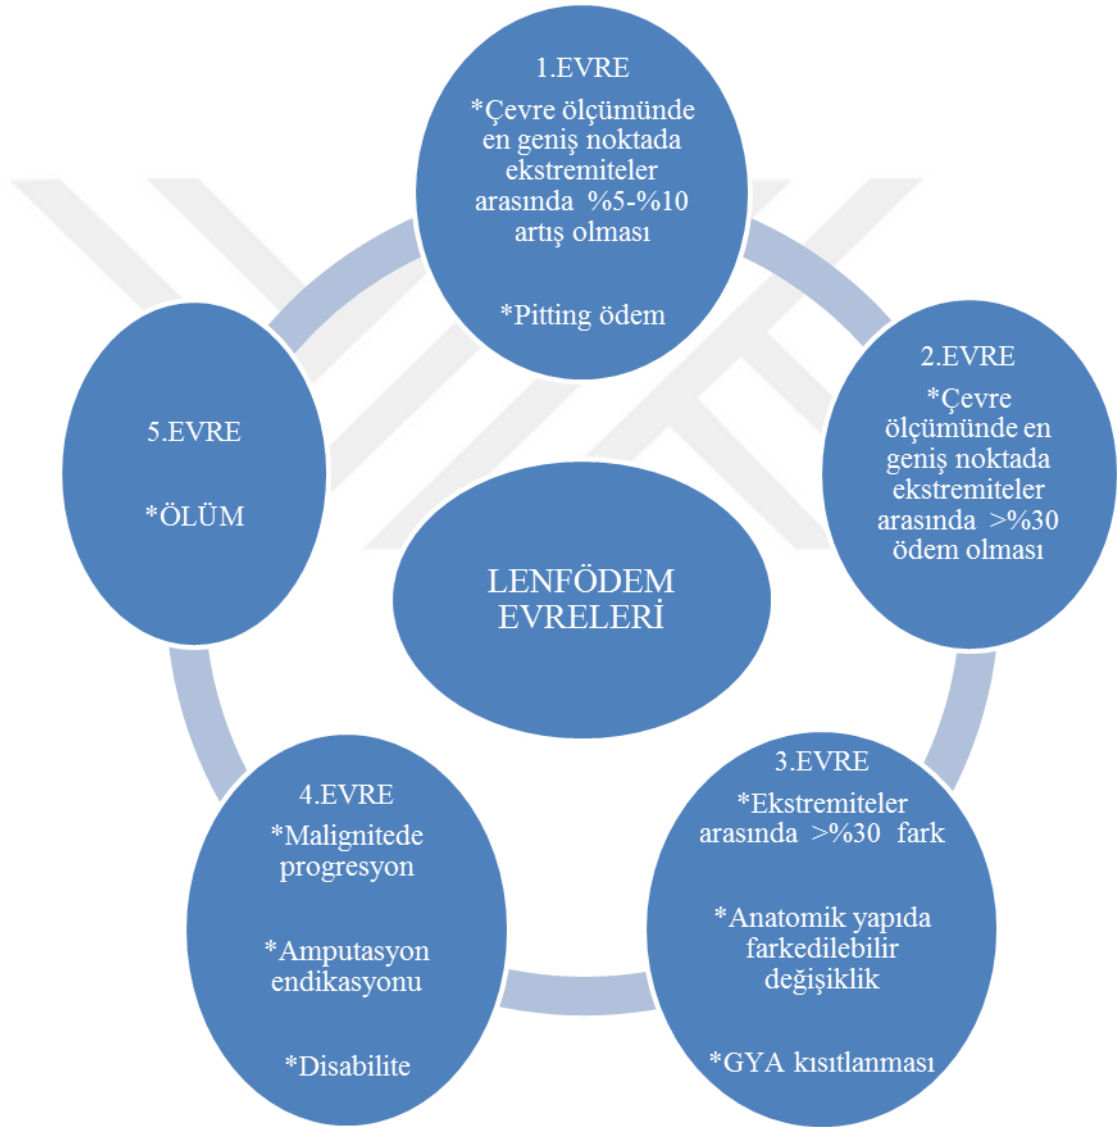 1.EVRE
*Çevre ölçümünde
en geniş noktada
ekstremiteler
arasında %5-%10
artış olması
*Pitting ödem
2.EVRE
*Çevre
ölçümünde en
geniş noktada
ekstremiteler
arasında >%30
ödem olması
3.EVRE
*Ekstremiteler
arasında >%30 fark
*Anatomik yapıda
farkedilebilir
değişiklik
*GYA kısıtlanması
4.EVRE
*Malignitede
progresyon
*Amputasyon
endikasyonu
*Disabilite
5.EVRE
*ÖLÜM
LENFÖDEM
EVRELERİ